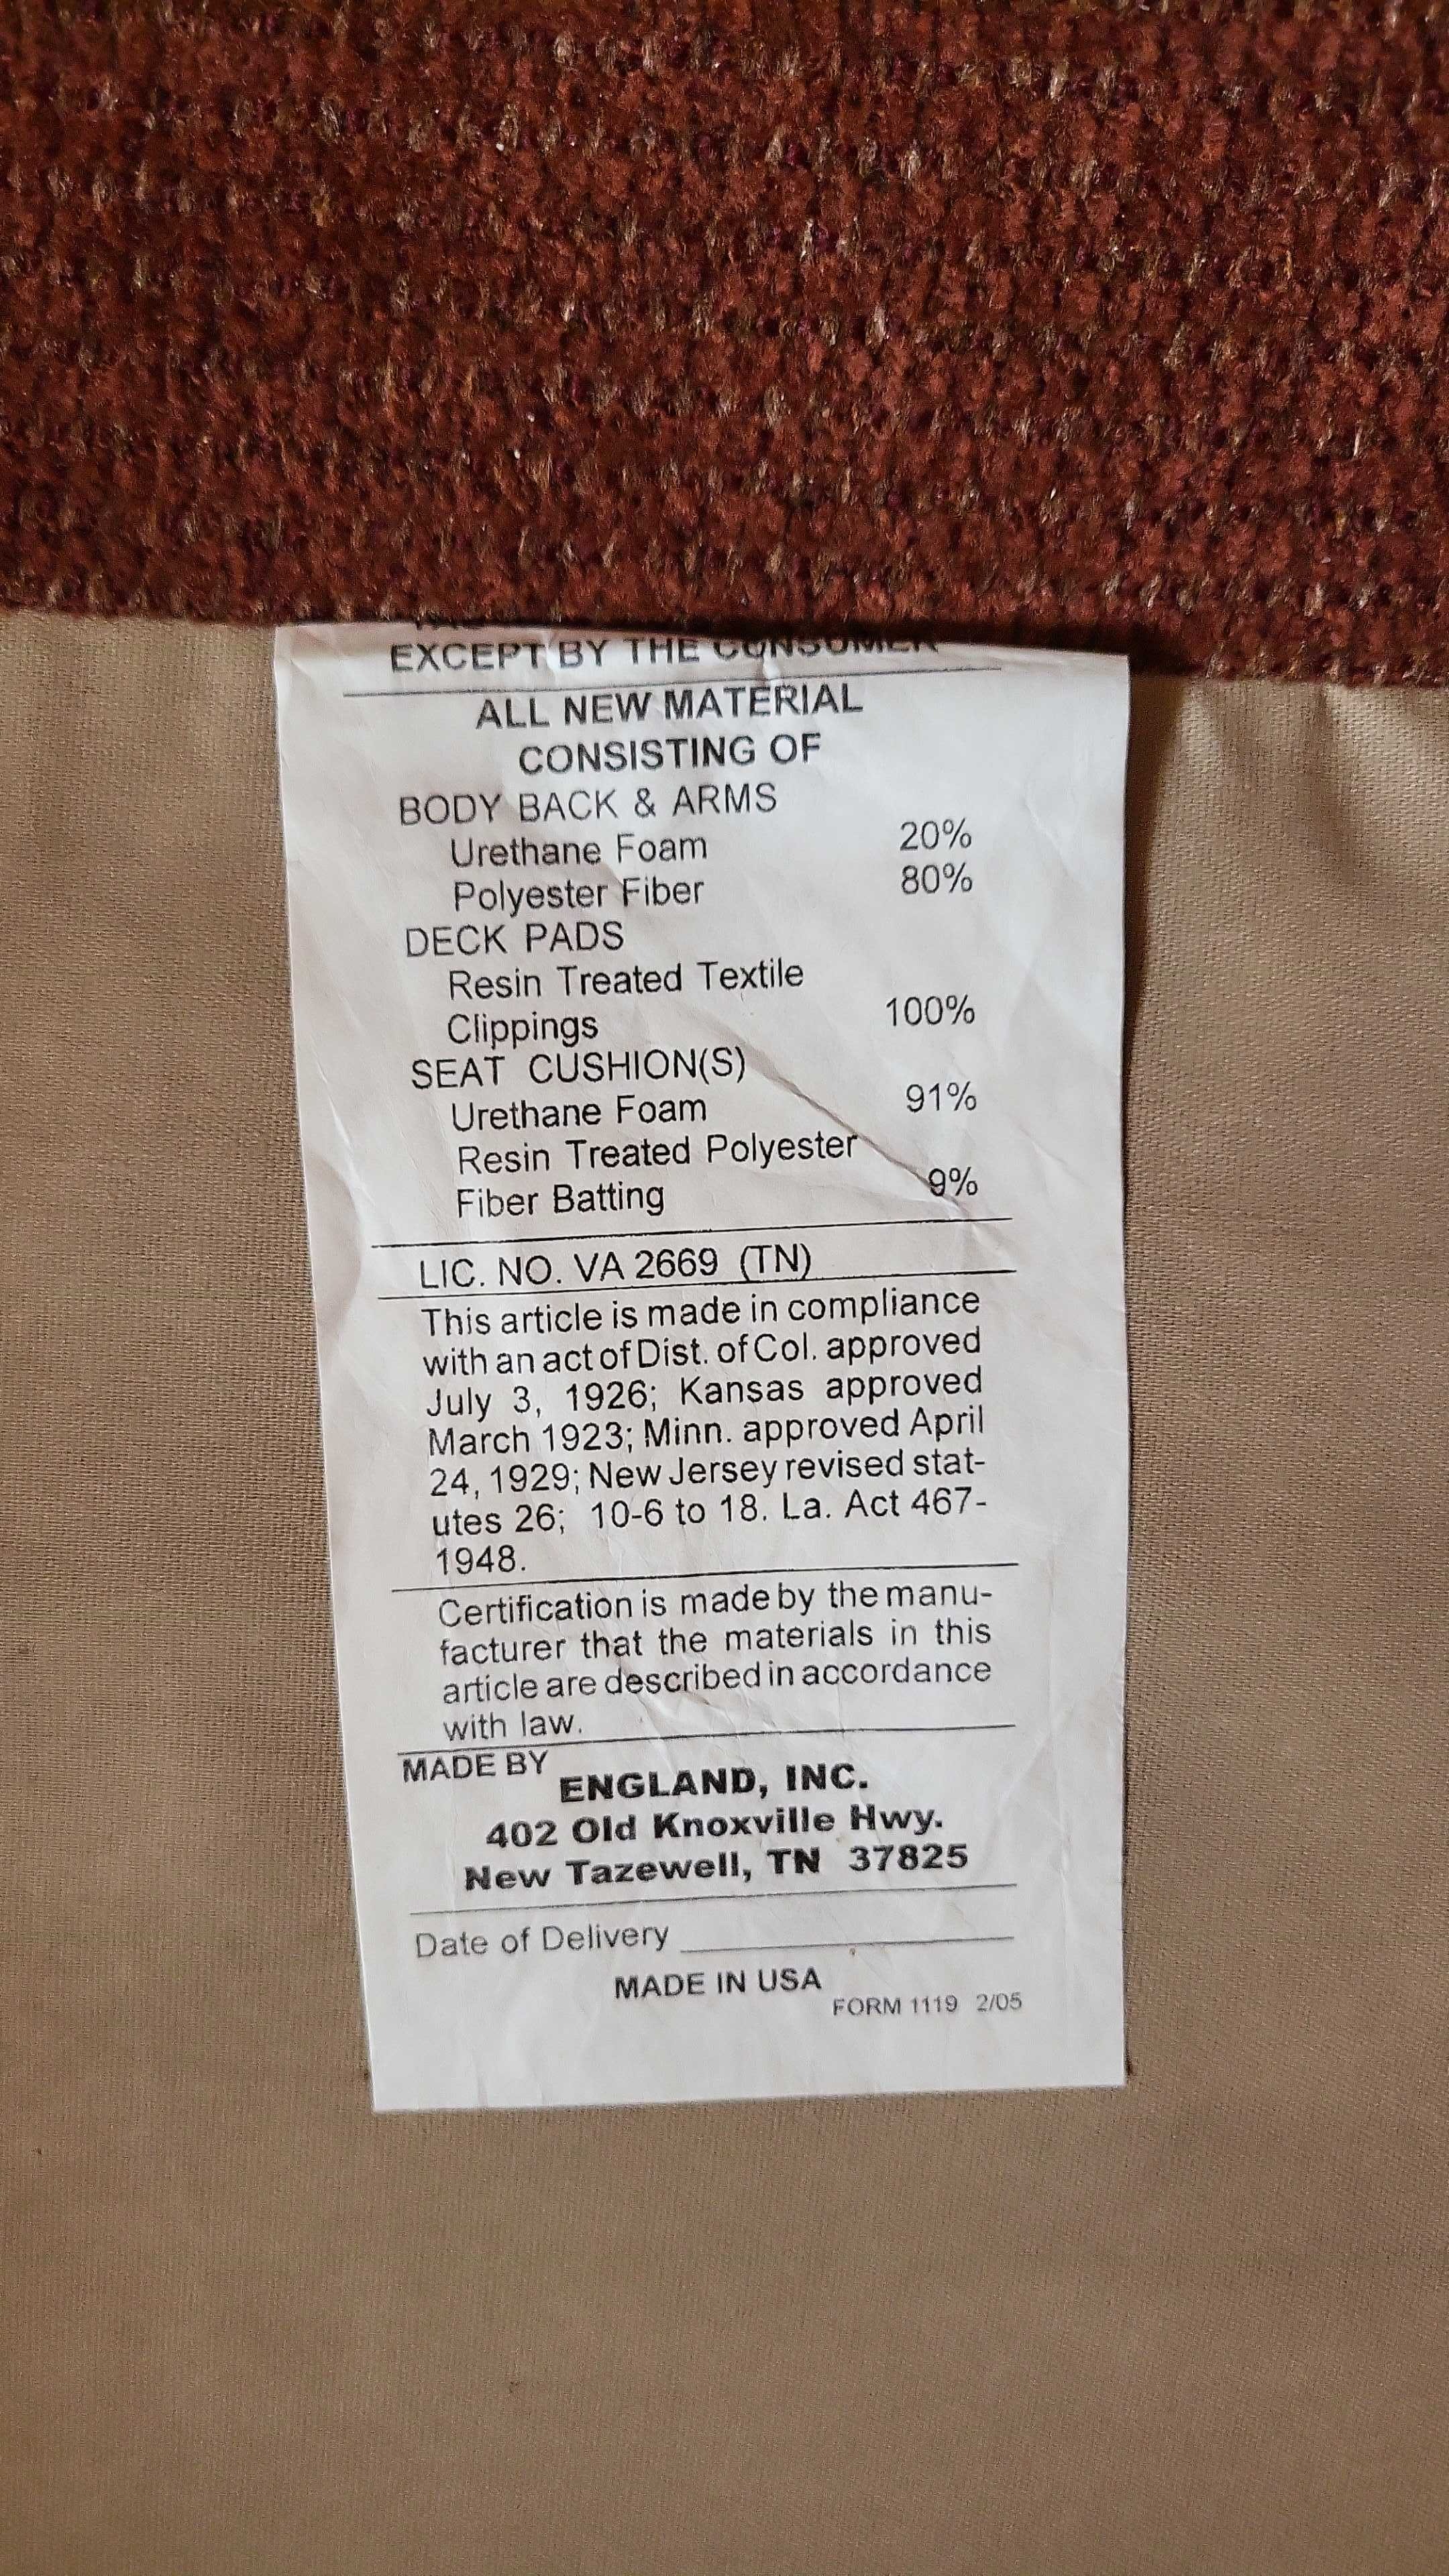 EXCEPT BY THE CONSUMER
ALL NEW MATERIAL
CONSISTING OF
BODY BACK & ARMS
Urethane Foam 20%
Polyester Fiber 80%
DECK PADS
Resin Treated Textile
Clippings 100%
SEAT CUSHION(S)
Urethane Foam 91%
Resin Treated Polyester
Fiber Batting 9%
LIC. NO. VA 2669 (TN)
This article is made in compliance
with an act of Dist. of Col. approved
July 3, 1926; Kansas approved
March 1923; Minn. approved April
24, 1929; New Jersey revised stat-
utes 26; 10-6 to 18. La. Act 467-
1948.
Certification is made by the manu-
facturer that the materials in this
article are described in accordance
with law.
MADE BY
ENGLAND, INC.
402 Old Knoxville Hwy.
New Tazewell, TN 37825
Date of Delivery
MADE IN USA
FORM 1119 2/05